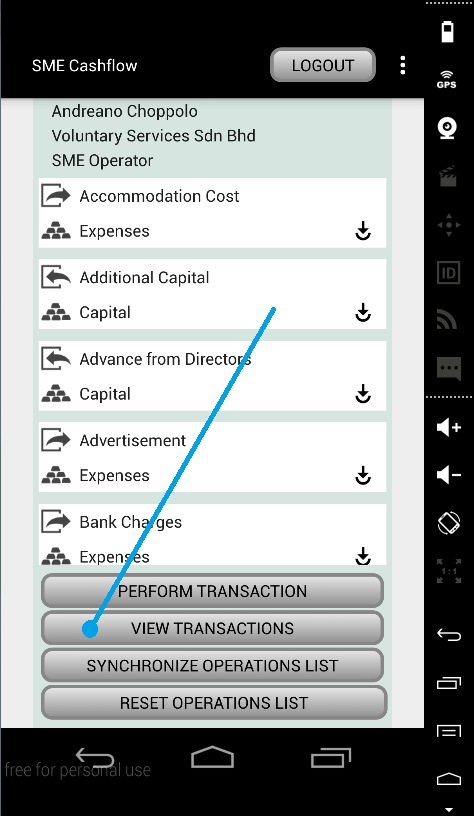 SME Cashflow
LOGOUT
GPS
Andreano Choppolo
Voluntary Services Sdn Bhd
SME Operator
Accommodation Cost
Expenses
Additional Capital
Capital
ID
Advance from Directors
Capital
Advertisement
Expenses
Bank Charges
Expenses
1:1
PERFORM TRANSACTION
VIEW TRANSACTIONS
SYNCHRONIZE OPERATIONS LIST
RESET OPERATIONS LIST
free for personal use